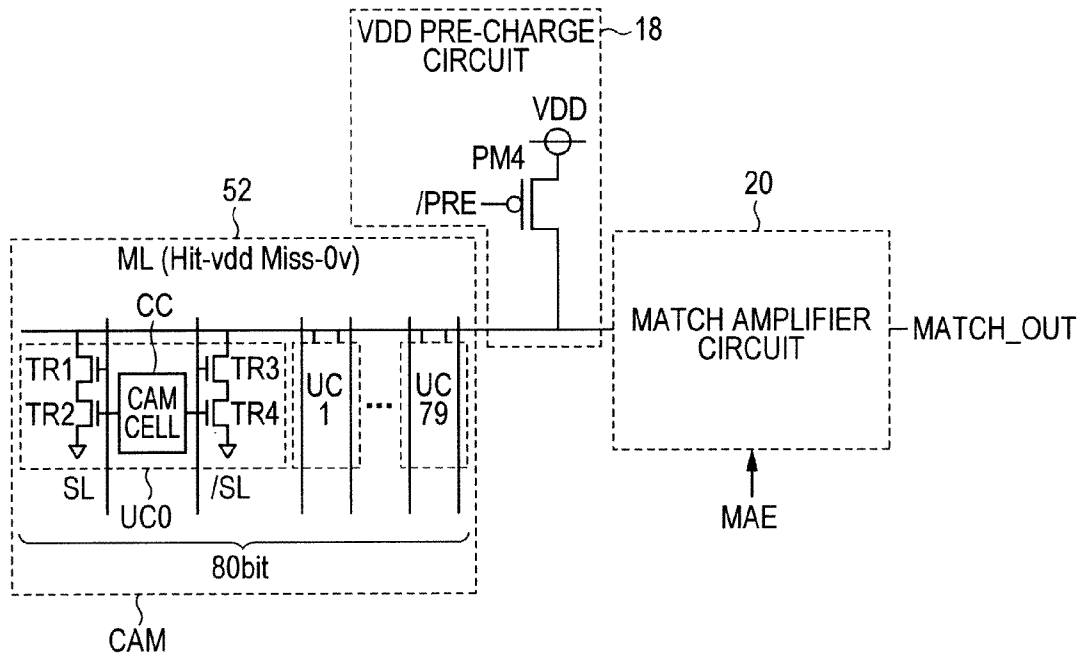 VDD PRE-CHARGE
CIRCUIT
18
VDD
PM4
/PRE
52
20
ML (Hit-vdd Miss-0v)
CC
MATCH AMPLIFIER
CIRCUIT
MATCH_OUT
TR1
TR2
CAM
CELL
TR3
TR4
UC
1
...
UC
79
SL
/SL
UC0
MAE
80bit
CAM